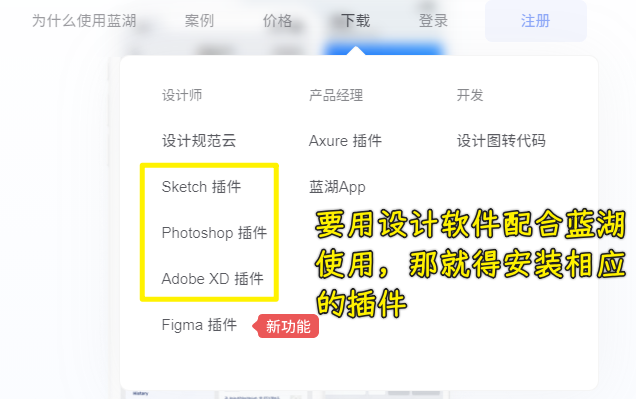 为什么使用蓝湖 案例 价格 下载 登录 注册
设计师 产品经理 开发
设计规范云 Axure 插件 设计图转代码
Sketch 插件 蓝湖App
Photoshop 插件
Adobe XD 插件
Figma 插件 新功能
要用设计软件配合蓝湖
使用，那就得安装相应
的插件